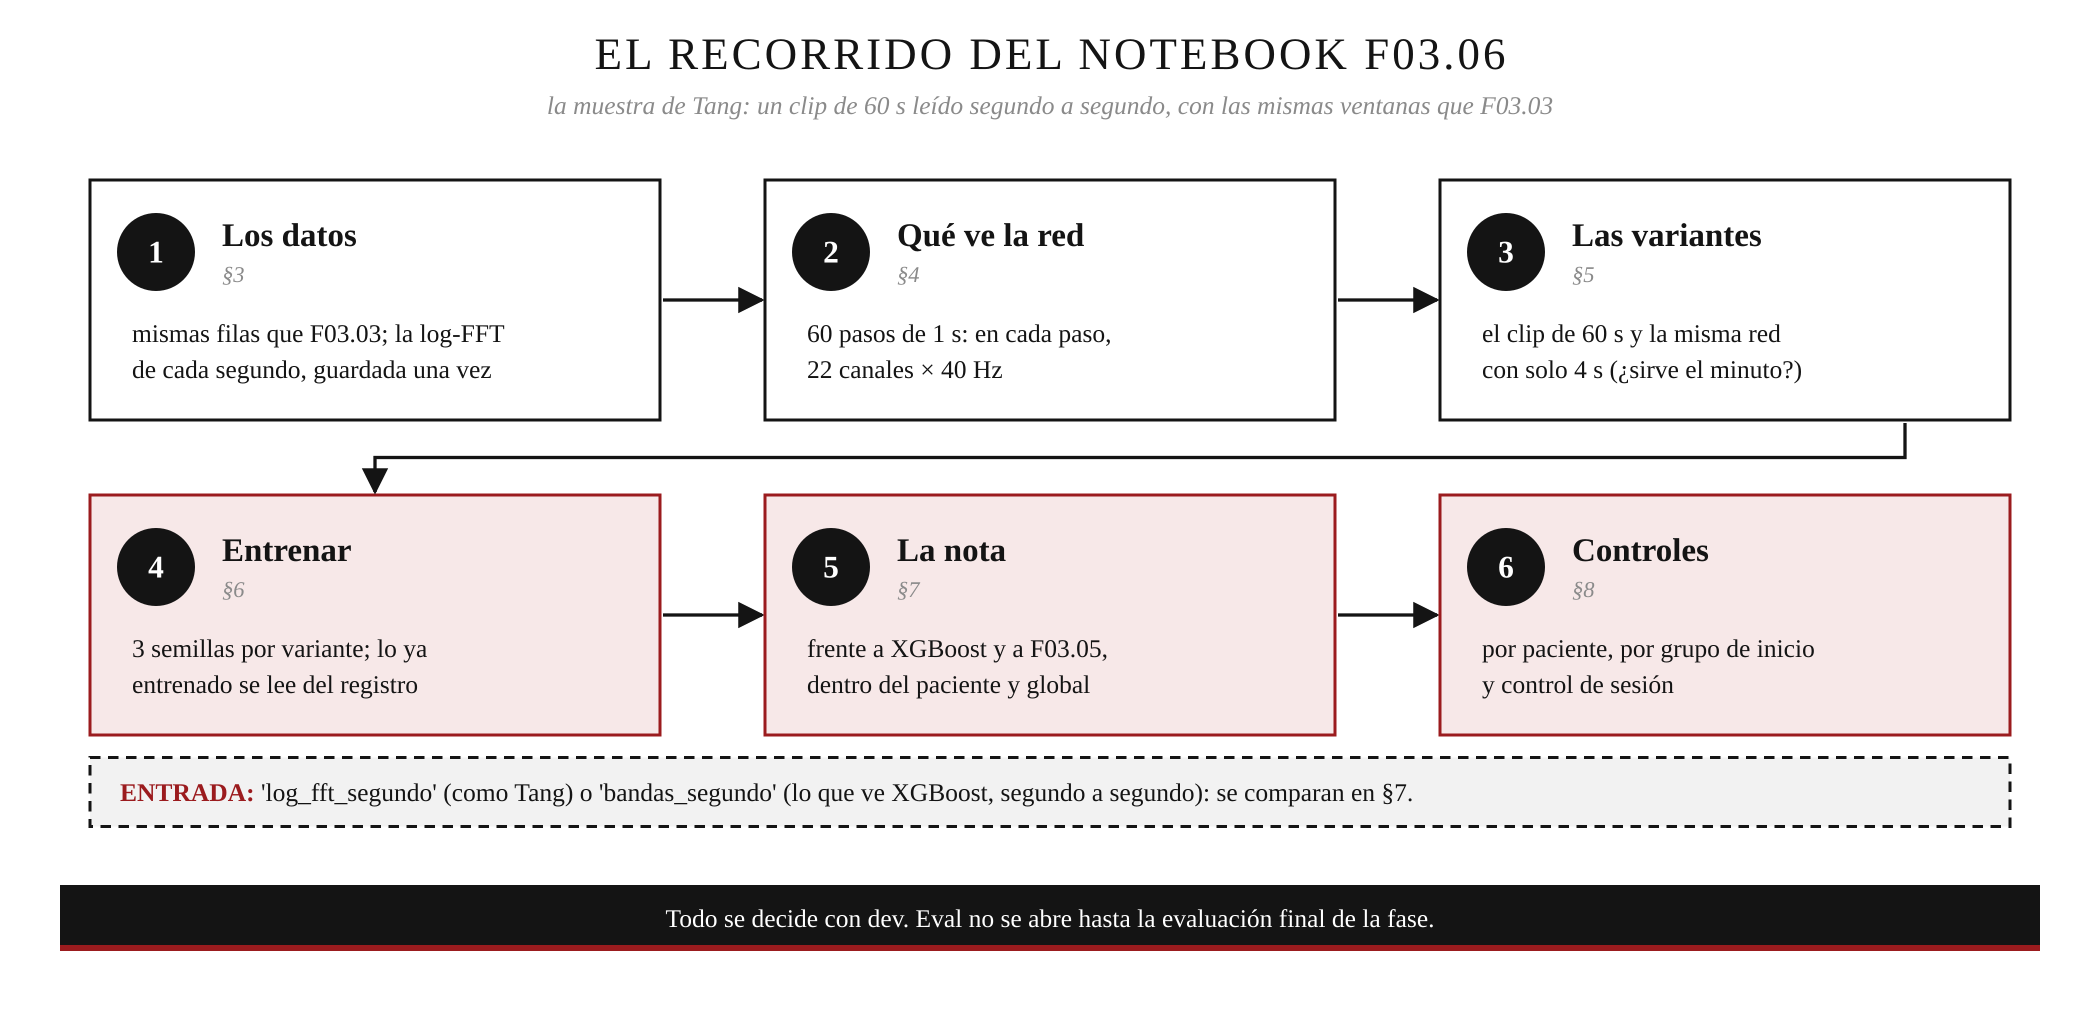 EL RECORRIDO DEL NOTEBOOK F03.06
la muestra de Tang: un clip de 60 s leído segundo a segundo, con las mismas ventanas que F03.03
1
Los datos
§3
mismas filas que F03.03; la log-FFT
de cada segundo, guardada una vez
2
Qué ve la red
§4
60 pasos de 1 s: en cada paso,
22 canales × 40 Hz
3
Las variantes
§5
el clip de 60 s y la misma red
con solo 4 s (¿sirve el minuto?)
4
Entrenar
§6
3 semillas por variante; lo ya
entrenado se lee del registro
5
La nota
§7
frente a XGBoost y a F03.05,
dentro del paciente y global
6
Controles
§8
por paciente, por grupo de inicio
y control de sesión
ENTRADA: 'log_fft_segundo' (como Tang) o 'bandas_segundo' (lo que ve XGBoost, segundo a segundo): se comparan en §7.
Todo se decide con dev. Eval no se abre hasta la evaluación final de la fase.